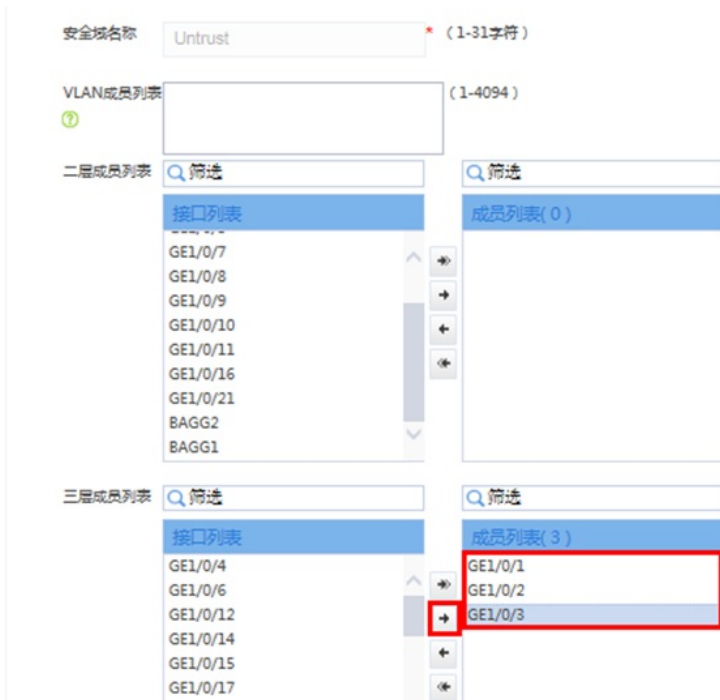 安全域名称 Untrust * （1-31字符）
VLAN成员列表 （1-4094）
二层成员列表 筛选 筛选
接口列表 成员列表（0）
GE1/0/7
GE1/0/8
GE1/0/9
GE1/0/10
GE1/0/11
GE1/0/16
GE1/0/21
BAGG2
BAGG1
三层成员列表 筛选 筛选
接口列表 成员列表（3）
GE1/0/4 GE1/0/1
GE1/0/6 GE1/0/2
GE1/0/12 GE1/0/3
GE1/0/14
GE1/0/15
GE1/0/17